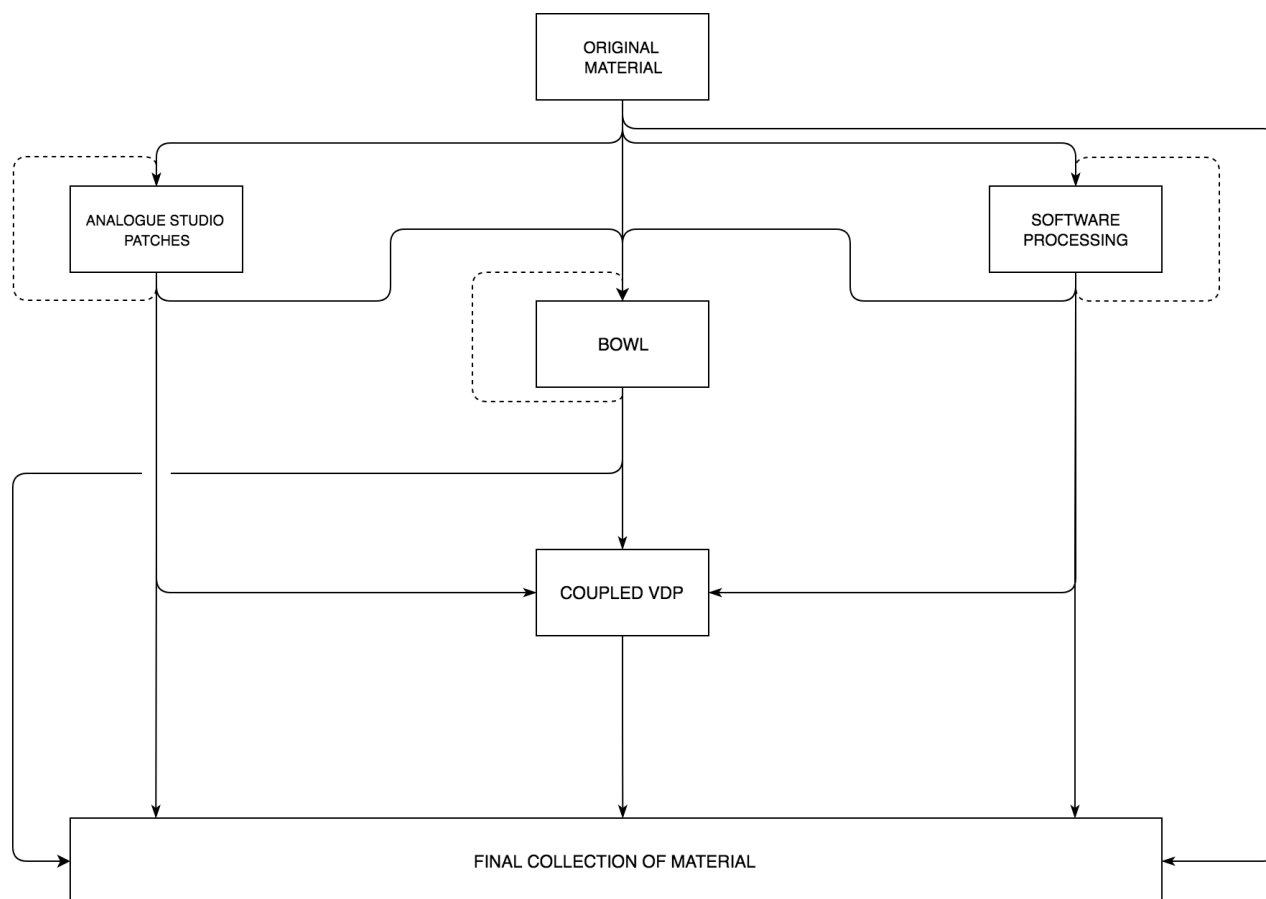 ORIGINAL
MATERIAL
ANALOGUE STUDIO
PATCHES
SOFTWARE
PROCESSING
BOWL
COUPLED VDP
FINAL COLLECTION OF MATERIAL